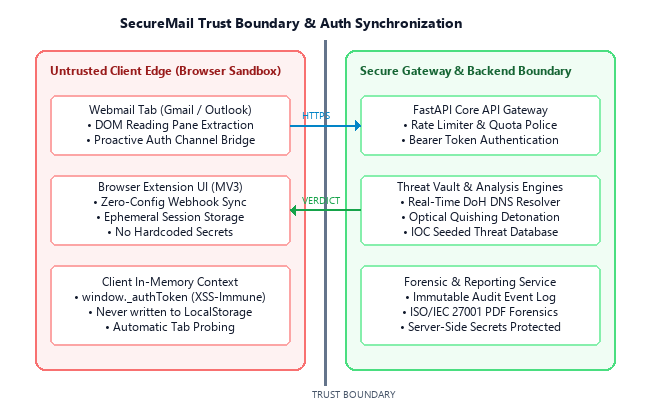 SecureMail Trust Boundary & Auth Synchronization
Untrusted Client Edge (Browser Sandbox)
Webmail Tab (Gmail / Outlook)
• DOM Reading Pane Extraction
• Proactive Auth Channel Bridge
Browser Extension UI (MV3)
• Zero-Config Webhook Sync
• Ephemeral Session Storage
• No Hardcoded Secrets
Client In-Memory Context
• window._authToken (XSS-Immune)
• Never written to LocalStorage
• Automatic Tab Probing
HTTPS
VERDICT
Secure Gateway & Backend Boundary
FastAPI Core API Gateway
• Rate Limiter & Quota Police
• Bearer Token Authentication
Threat Vault & Analysis Engines
• Real-Time DoH DNS Resolver
• Optical Quishing Detonation
• IOC Seeded Threat Database
Forensic & Reporting Service
• Immutable Audit Event Log
• ISO/IEC 27001 PDF Forensics
• Server-Side Secrets Protected
TRUST BOUNDARY